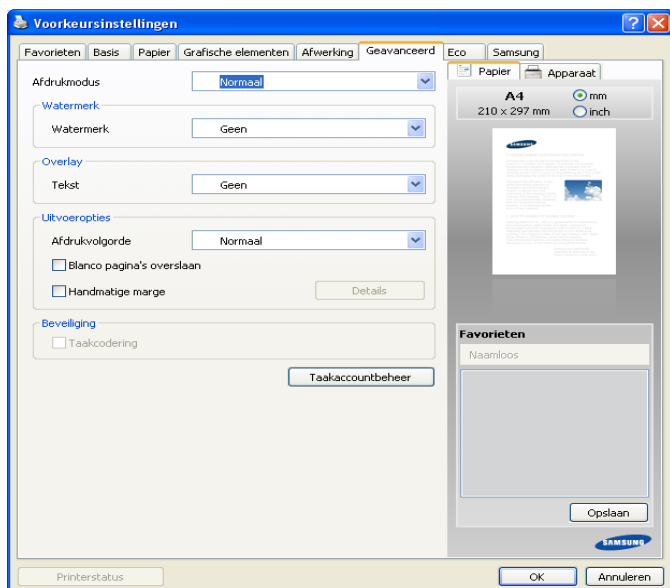 Voorkeursinstellingen
Favorieten Basis Papier Grafische elementen Afwerking Geavanceerd Eco Samsung
Afdrukmodus Normaal
Watermerk
Watermerk Geen
Overlay
Tekst Geen
Uitvoeropties
Afdrukvolgorde Normaal
Blanco pagina's overslaan
Handmatige marge Details
Beveiliging
Taakcodering
Taakaccountbeheer
Papier Apparaat
A4 mm
210 x 297 mm inch
SAMSUNG
Favorieten
Naamloos
Opslaan
SAMSUNG
Printerstatus OK Annuleren